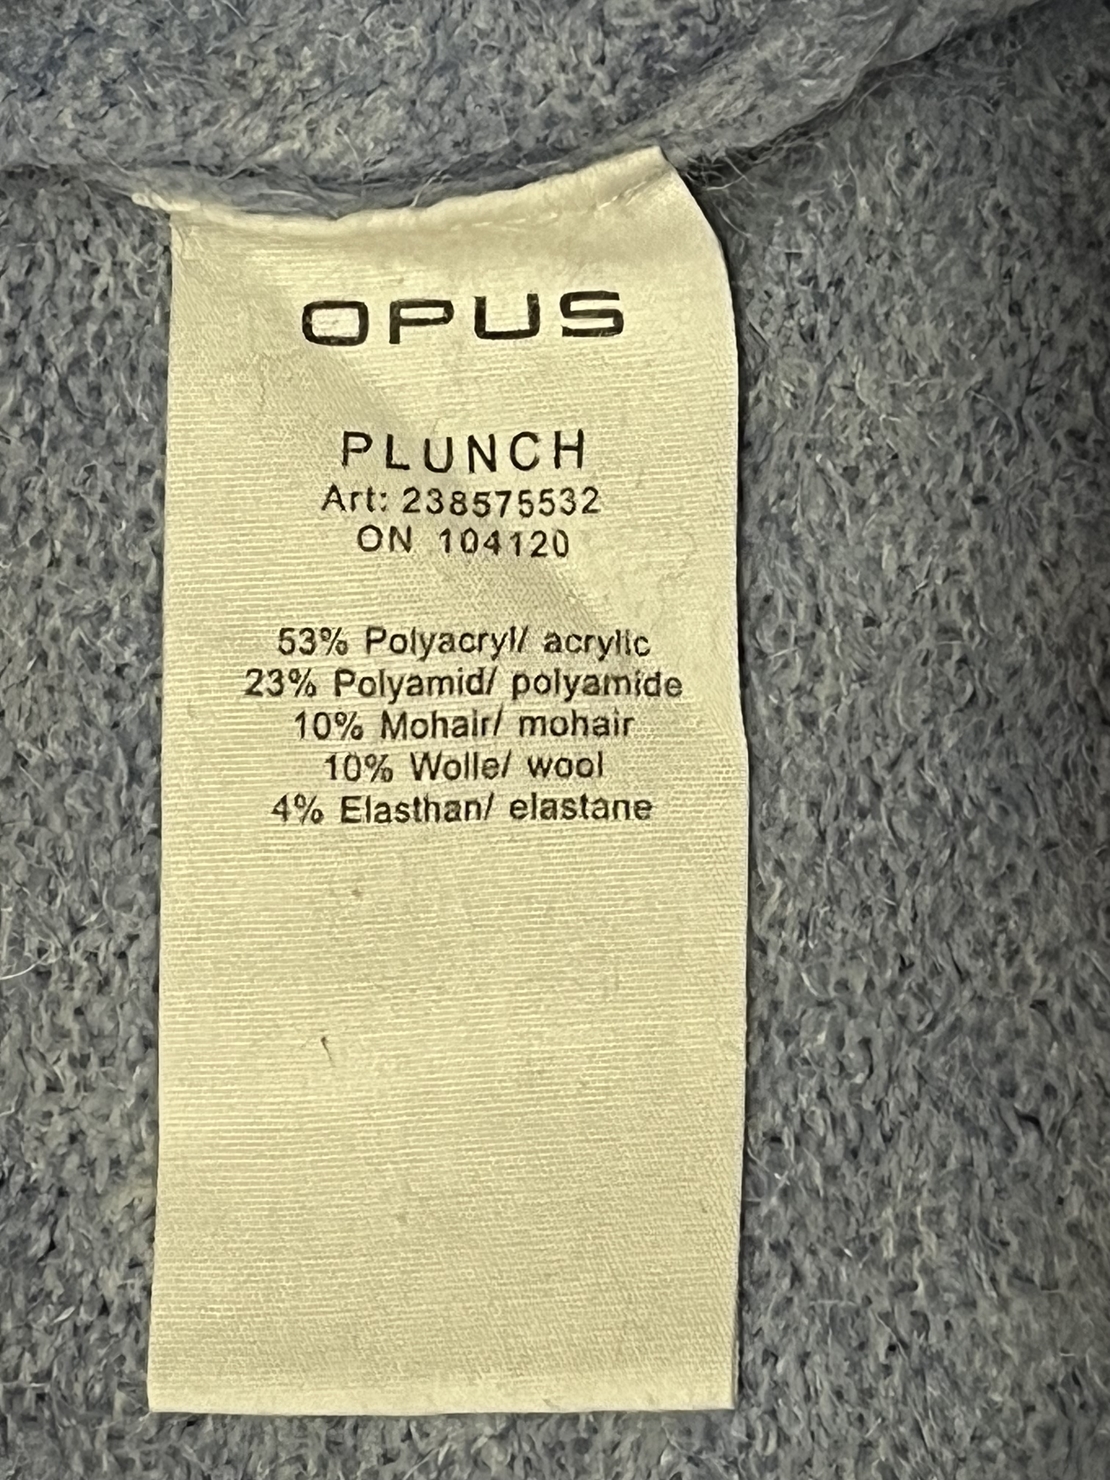 OPUS
PLUNCH
Art: 238575532
ON 104120
53% Polyacryl/ acrylic
23% Polyamid/ polyamide
10% Mohair/ mohair
10% Wolle/ wool
4% Elasthan/ elastane